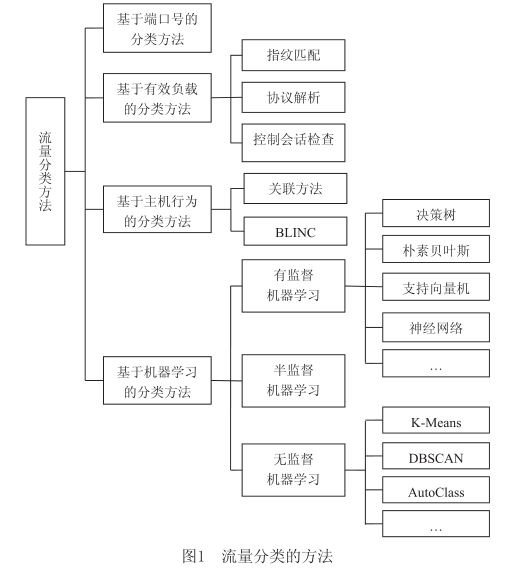 流量分类方法
基于端口号的
分类方法
基于有效负载
的分类方法
指纹匹配
协议解析
控制会话检查
基于主机行为
的分类方法
关联方法
BLINC
基于机器学习
的分类方法
有监督
机器学习
决策树
朴素贝叶斯
支持向量机
神经网络
…
半监督
机器学习
无监督
机器学习
K-Means
DBSCAN
AutoClass
…
图1 流量分类的方法